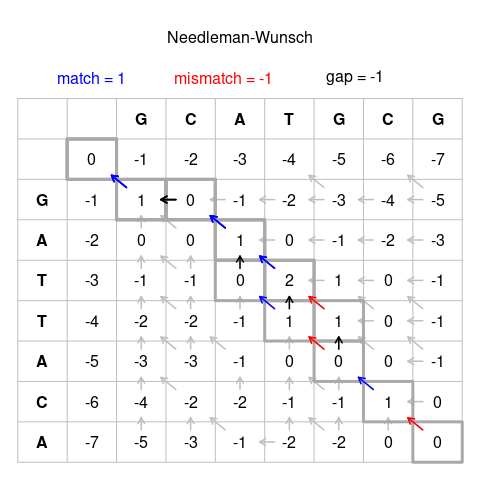 Needleman-Wunsch
match = 1 mismatch = -1 gap = -1
G C A T G C G
0 -1 -2 -3 -4 -5 -6 -7
G -1 1 0 -1 -2 -3 -4 -5
A -2 0 0 1 0 -1 -2 -3
T -3 -1 -1 0 2 1 0 -1
T -4 -2 -2 -1 1 1 0 -1
A -5 -3 -3 -1 0 0 0 -1
C -6 -4 -2 -2 -1 -1 1 0
A -7 -5 -3 -1 -2 -2 0 0